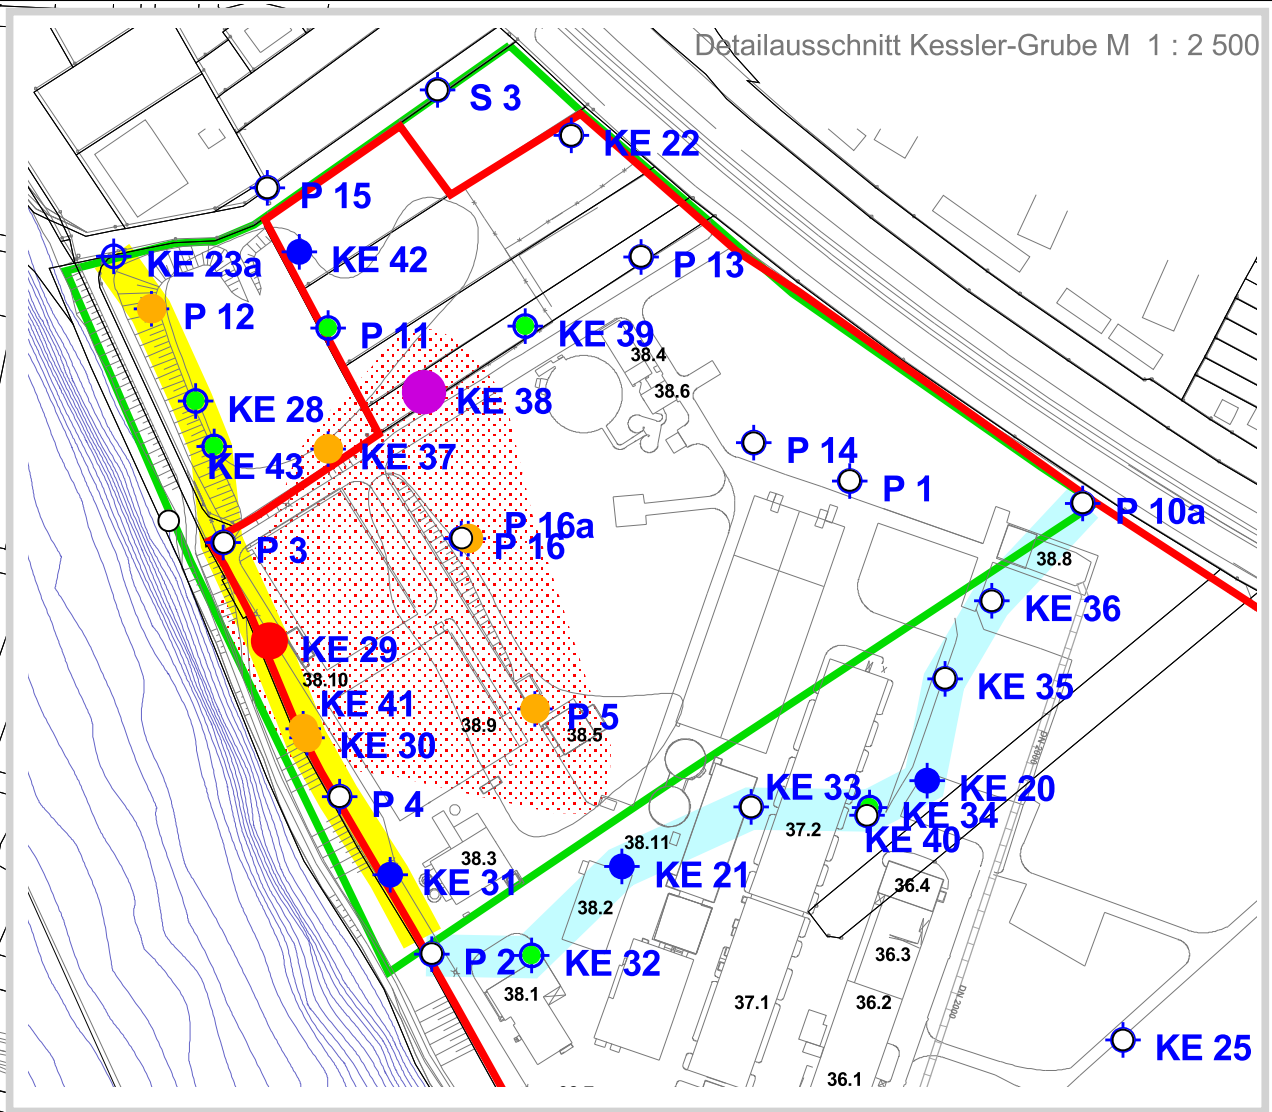 Detailausschnitt Kessler-Grube M 1 : 2 500
S 3
KE 22
P 15
KE 23a
KE 42
P 13
P 12
P 11
KE 39
38.4
38.6
KE 28
KE 38
KE 43
KE 37
P 14
P 1
P 10a
P 16a
P 16
P 3
38.8
KE 36
KE 29
38.10
KE 35
KE 41
P 5
38.9
38.5
KE 30
DN 2000
KE 33
KE 20
P 4
KE 34
37.2
KE 40
38.11
38.3
KE 31
KE 21
36.4
38.2
P 2
KE 32
36.3
38.1
37.1
36.2
DN 2000
KE 25
36.1